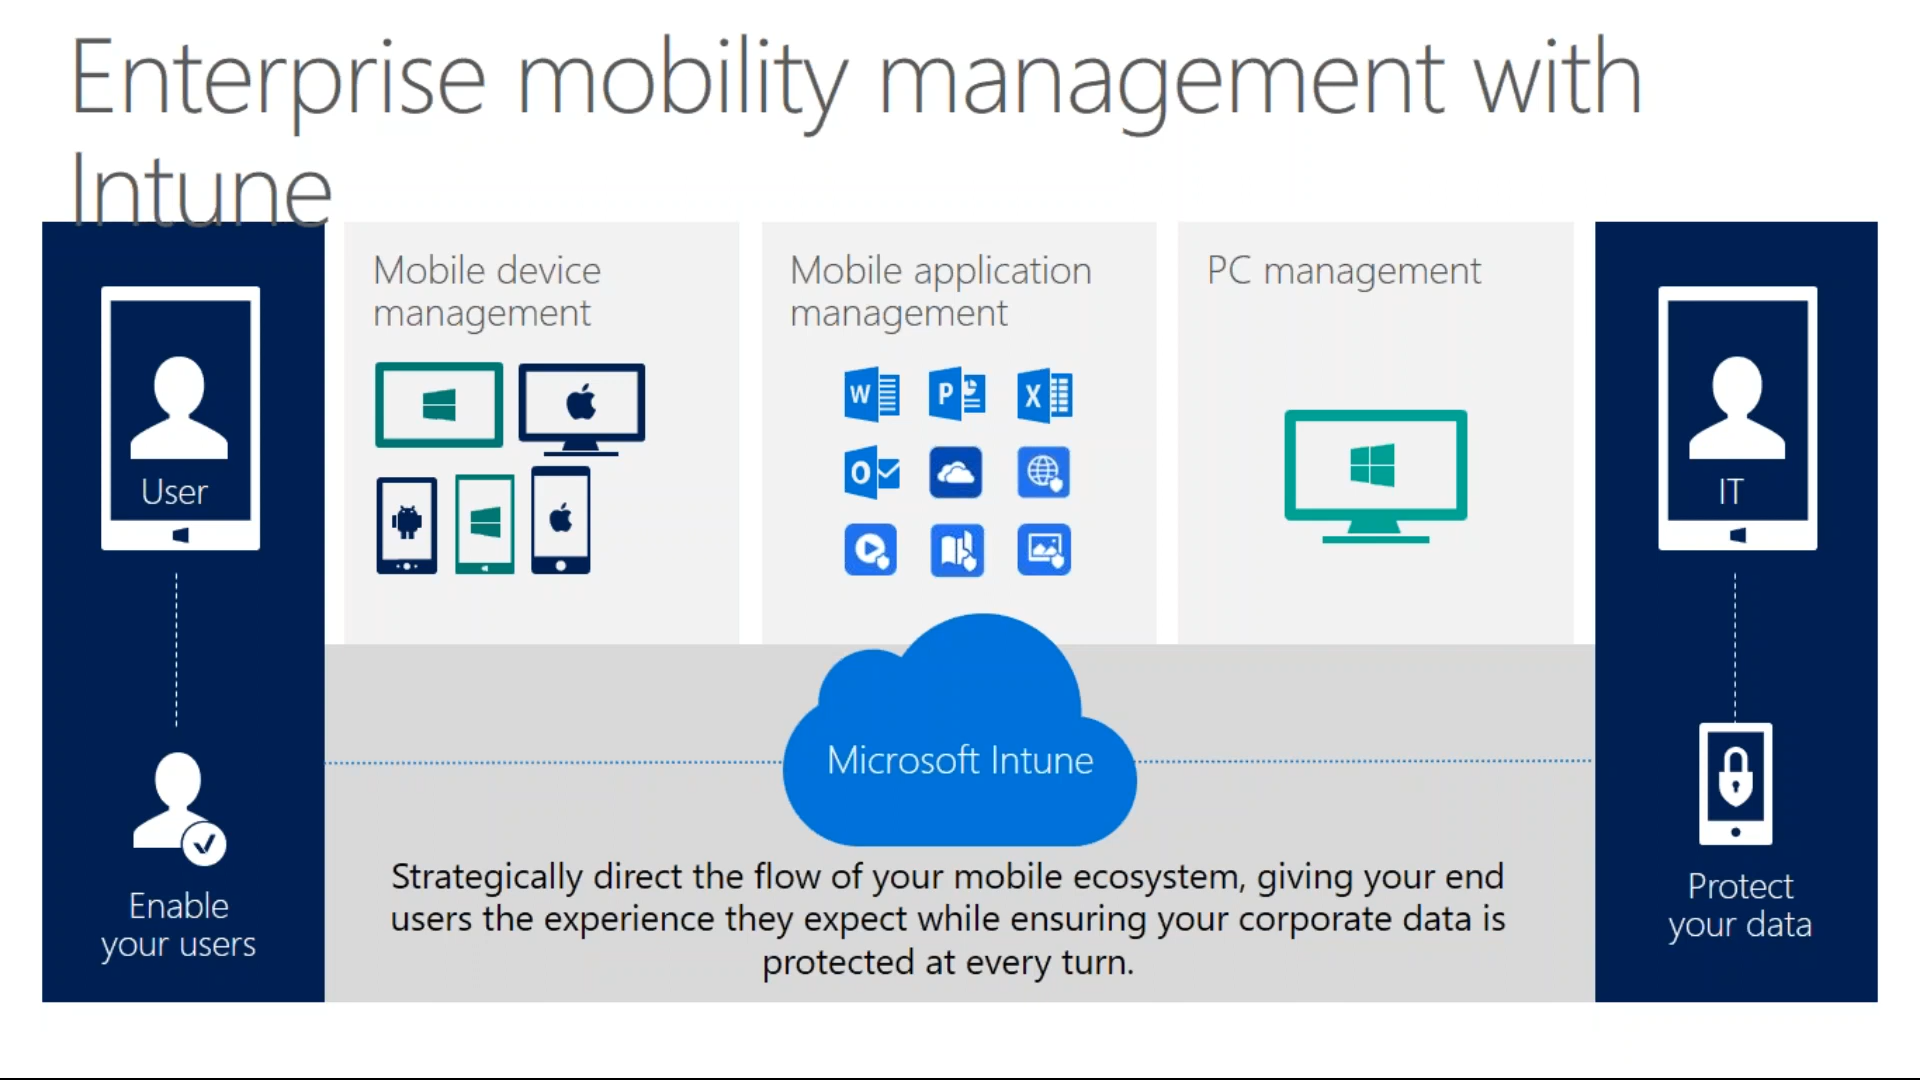 Enterprise mobility management with
Intune
User
Enable
your users
Mobile device
management
Mobile application
management
W
P
X
O
PC management
Microsoft Intune
Strategically direct the flow of your mobile ecosystem, giving your end
users the experience they expect while ensuring your corporate data is
protected at every turn.
IT
Protect
your data